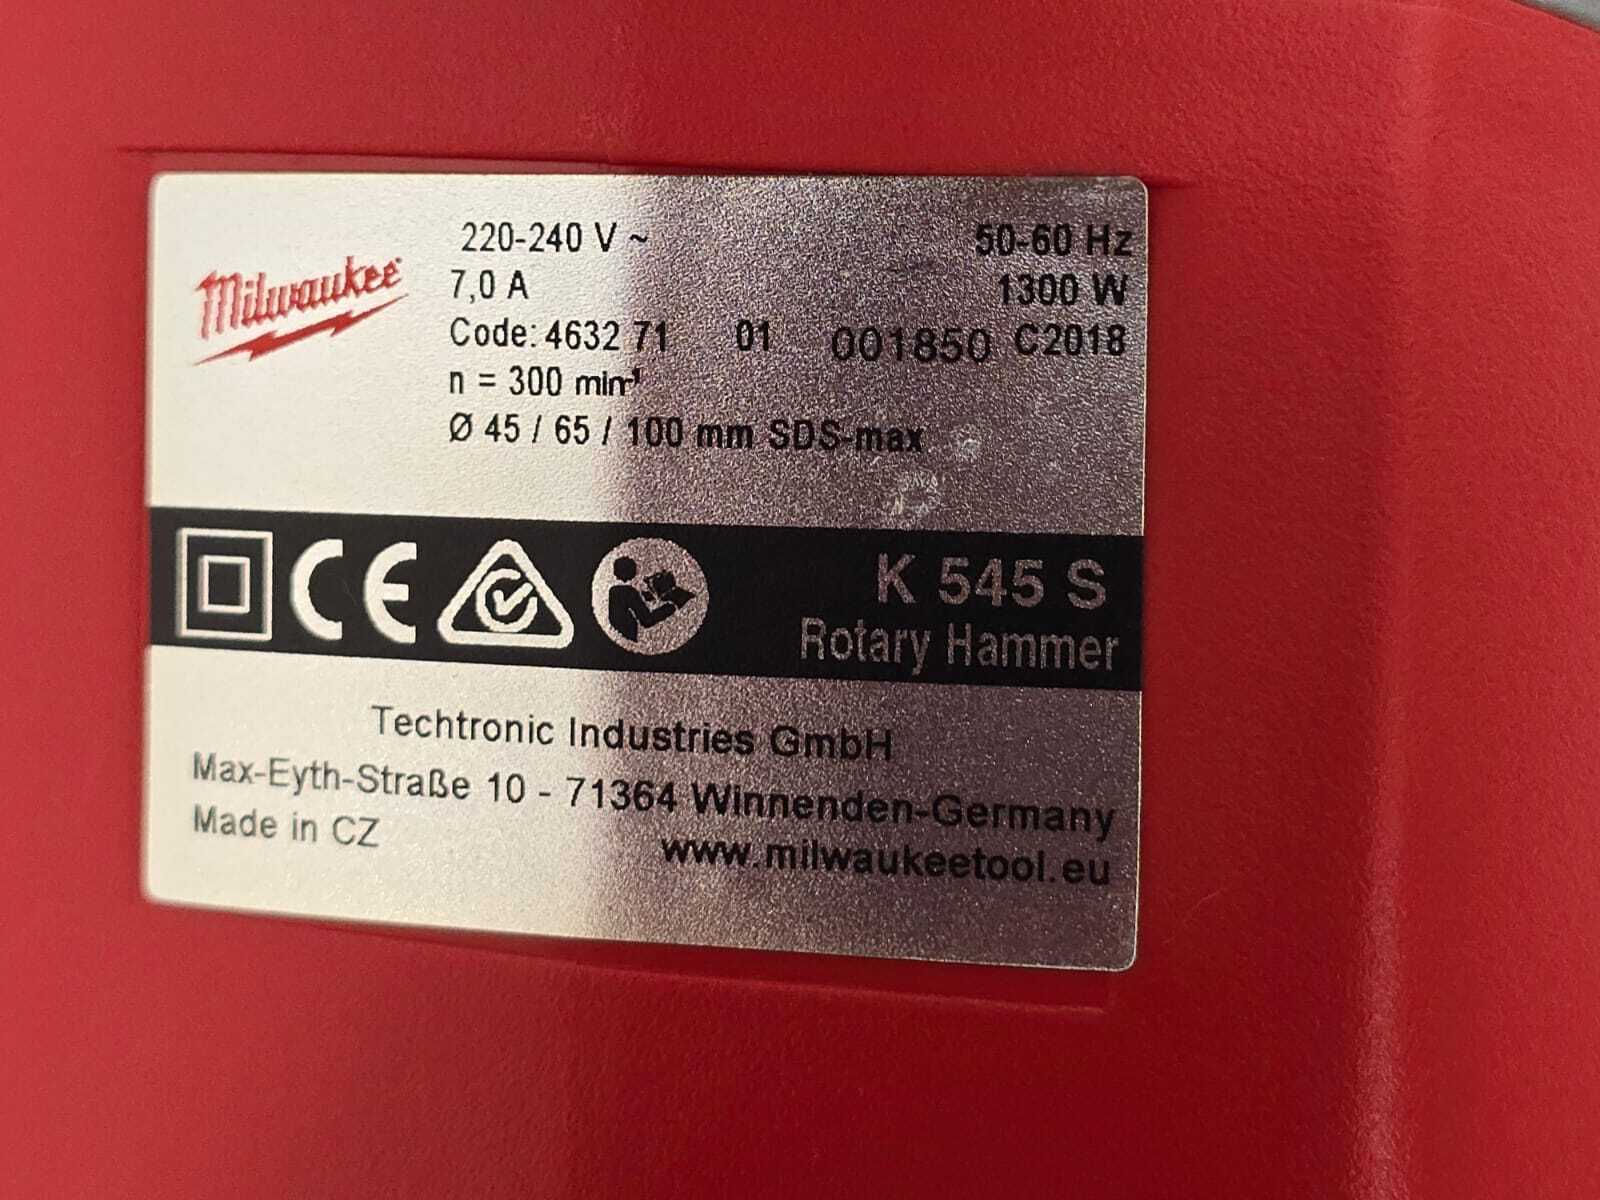 Milwaukee
220-240 V ~ 50-60 Hz
7,0 A 1300 W
Code: 4632 71 01 001850 C2018
n = 300 min-¹
Ø 45 / 65 / 100 mm SDS-max
CE
K 545 S
Rotary Hammer
Techtronic Industries GmbH
Max-Eyth-Straße 10 - 71364 Winnenden-Germany
Made in CZ
www.milwaukeetool.eu